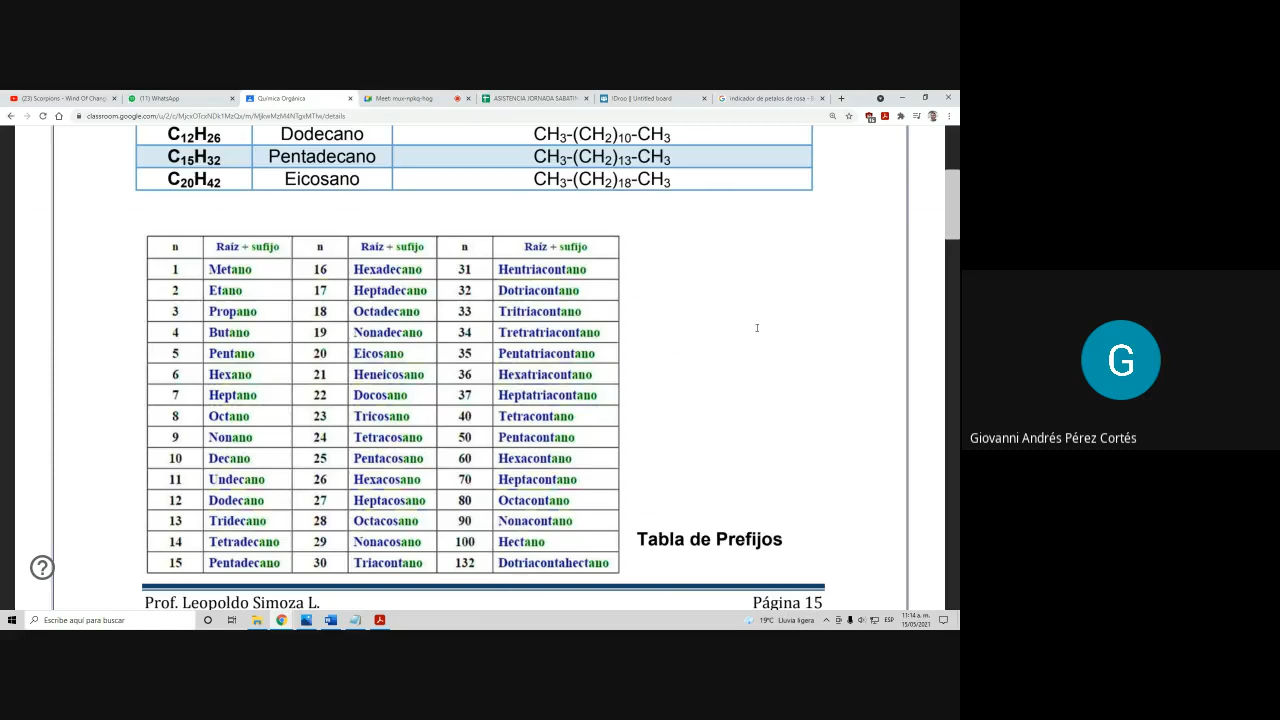 (23) Scorpions - Wind Of Chang
(11) WhatsApp
Química Orgánica
Meet: mux-npkq-hog
ASISTENCIA JORNADA SABATIN
IDroo || Untitled board
indicador de petalos de rosa - B
classroom.google.com/u/2/c/MjcxOTcxNDk1MzQx/m/MjkwMzM4NTgxMTIw/details
C12H26 Dodecano CH3-(CH2)10-CH3
C15H32 Pentadecano CH3-(CH2)13-CH3
C20H42 Eicosano CH3-(CH2)18-CH3
n Raíz + sufijo n Raíz + sufijo n Raíz + sufijo
1 Metano 16 Hexadecano 31 Hentriacontano
2 Etano 17 Heptadecano 32 Dotriacontano
3 Propano 18 Octadecano 33 Tritriacontano
4 Butano 19 Nonadecano 34 Tretratriacontano
5 Pentano 20 Eicosano 35 Pentatriacontano
6 Hexano 21 Heneicosano 36 Hexatriacontano
7 Heptano 22 Docosano 37 Heptatriacontano
8 Octano 23 Tricosano 40 Tetracontano
9 Nonano 24 Tetracosano 50 Pentacontano
10 Decano 25 Pentacosano 60 Hexacontano
11 Undecano 26 Hexacosano 70 Heptacontano
12 Dodecano 27 Heptacosano 80 Octacontano
13 Tridecano 28 Octacosano 90 Nonacontano
14 Tetradecano 29 Nonacosano 100 Hectano
15 Pentadecano 30 Triacontano 132 Dotriacontahectano
Tabla de Prefijos
Prof. Leopoldo Simoza L. Página 15
Escribe aquí para buscar
19°C Lluvia ligera
ESP
11:14 a. m.
15/05/2021
G
Giovanni Andrés Pérez Cortés